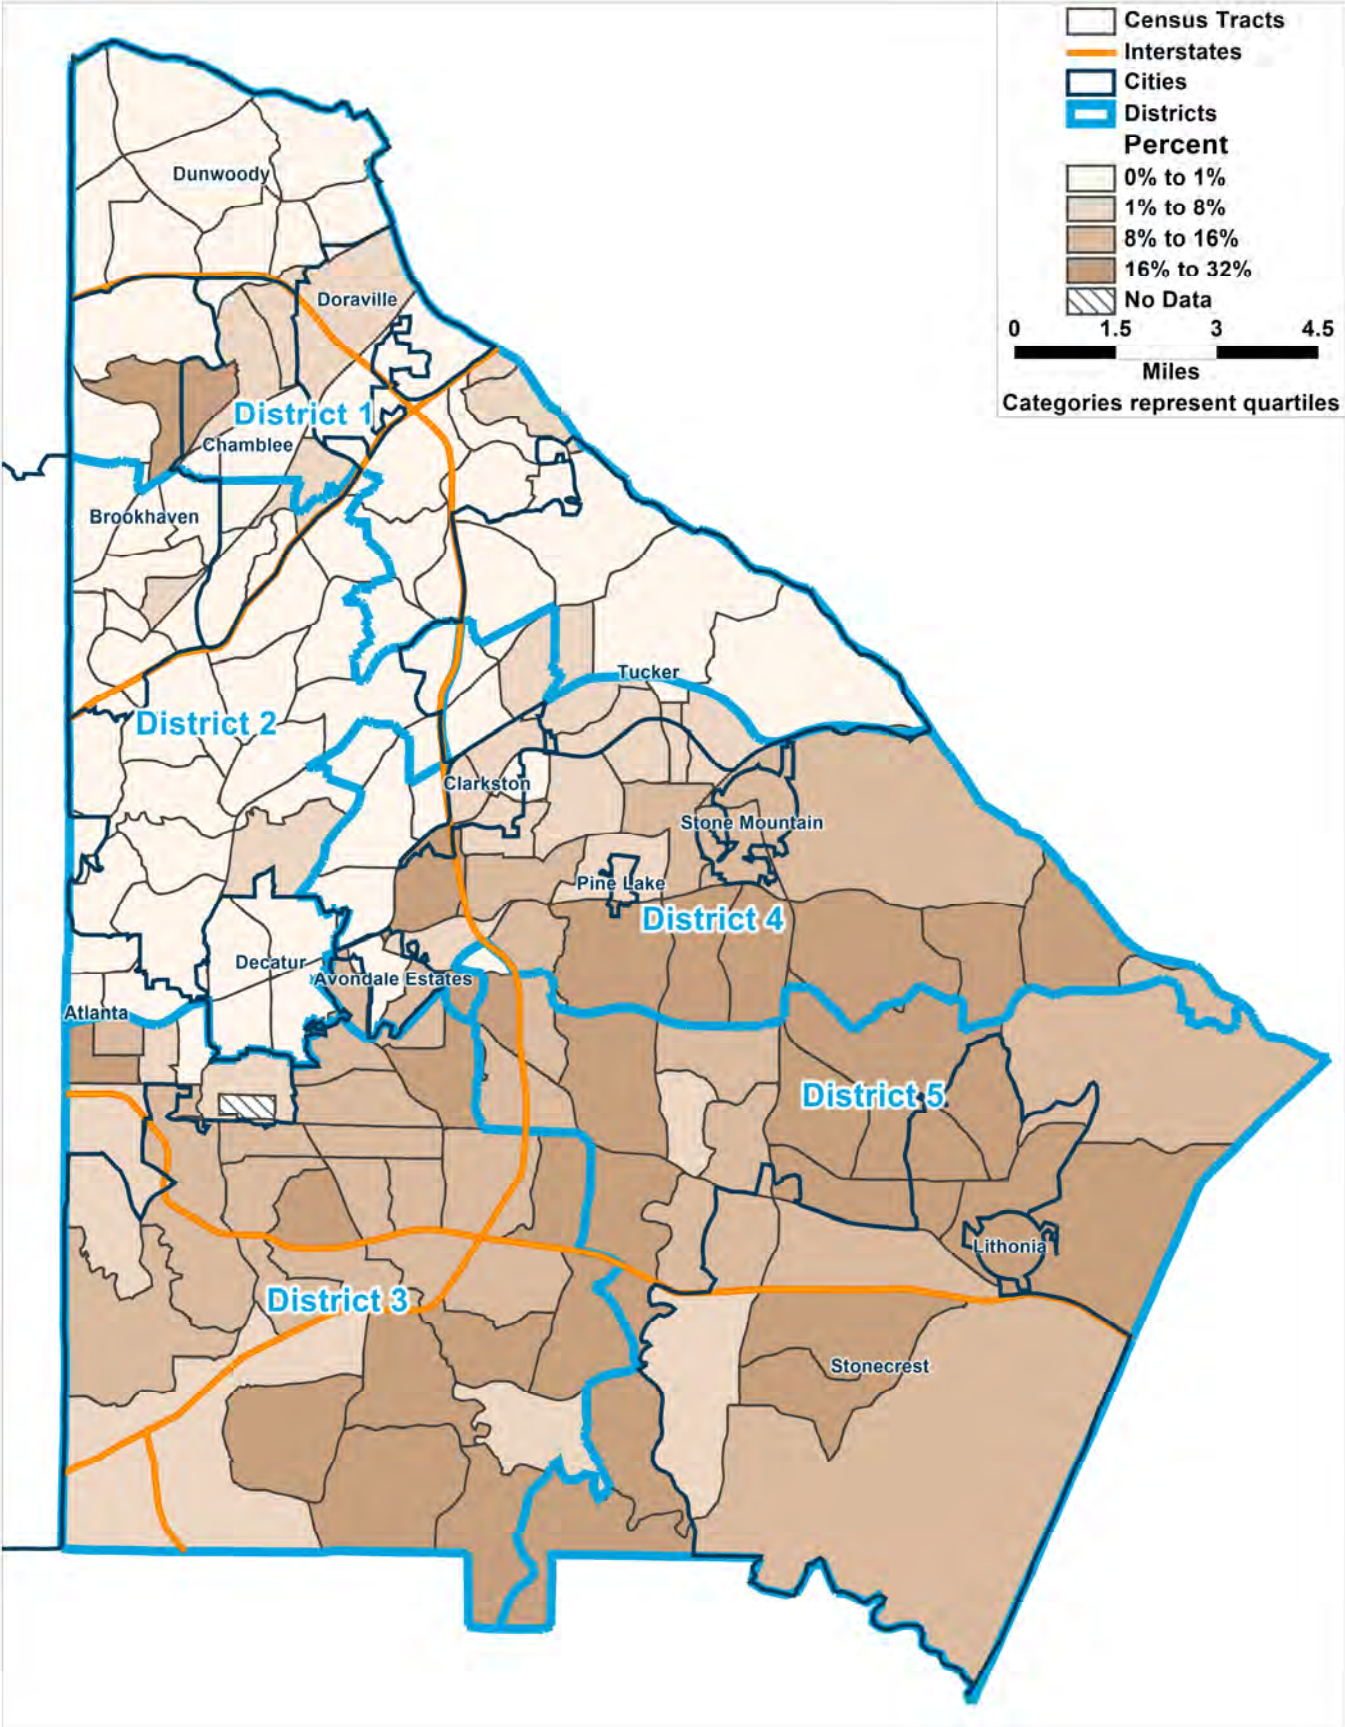 Census Tracts
Interstates
Cities
Districts
Percent
0% to 1%
1% to 8%
8% to 16%
16% to 32%
No Data
0 1.5 3 4.5
Miles
Categories represent quartiles
Dunwoody
Doraville
District 1
Chamblee
Brookhaven
Tucker
District 2
Clarkston
Stone Mountain
Pine Lake
District 4
Decatur
Avondale Estates
Atlanta
District 5
Lithonia
District 3
Stonecrest